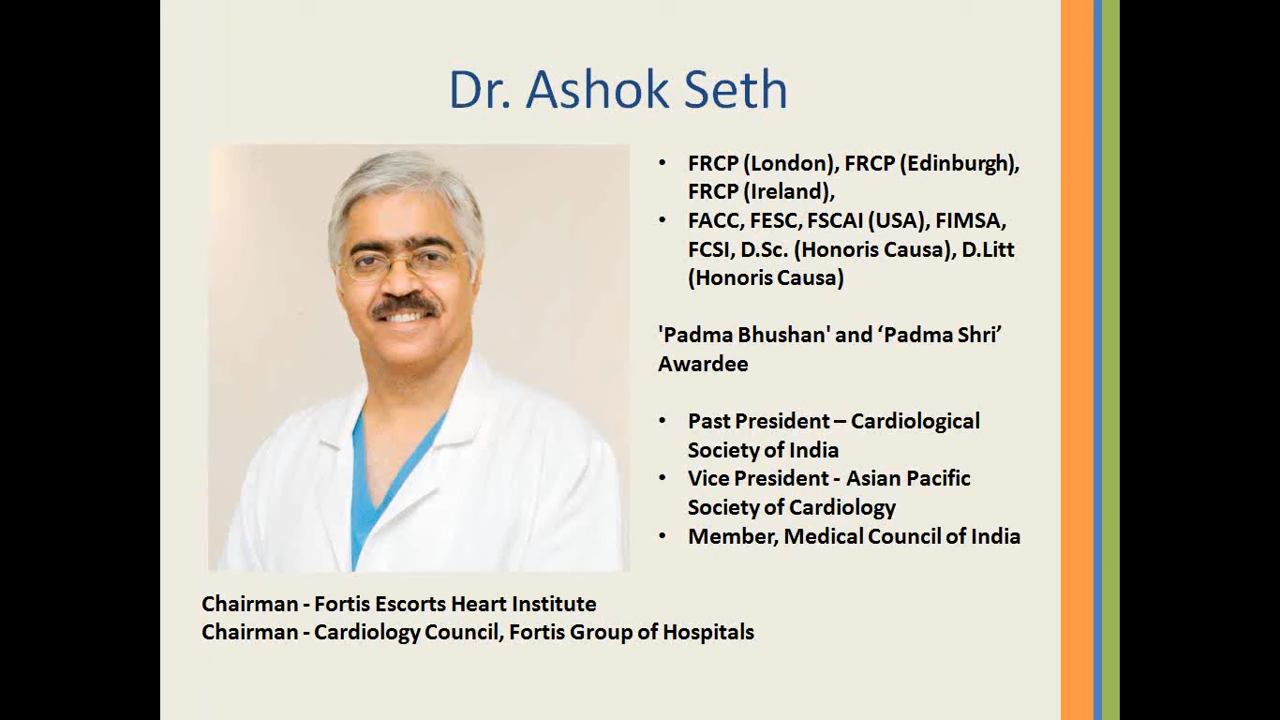 Dr. Ashok Seth
• FRCP (London), FRCP (Edinburgh),
FRCP (Ireland),
• FACC, FESC, FSCAI (USA), FIMSA,
FCSI, D.Sc. (Honoris Causa), D.Litt
(Honoris Causa)
'Padma Bhushan' and ‘Padma Shri’
Awardee
• Past President – Cardiological
Society of India
• Vice President - Asian Pacific
Society of Cardiology
• Member, Medical Council of India
Chairman - Fortis Escorts Heart Institute
Chairman - Cardiology Council, Fortis Group of Hospitals